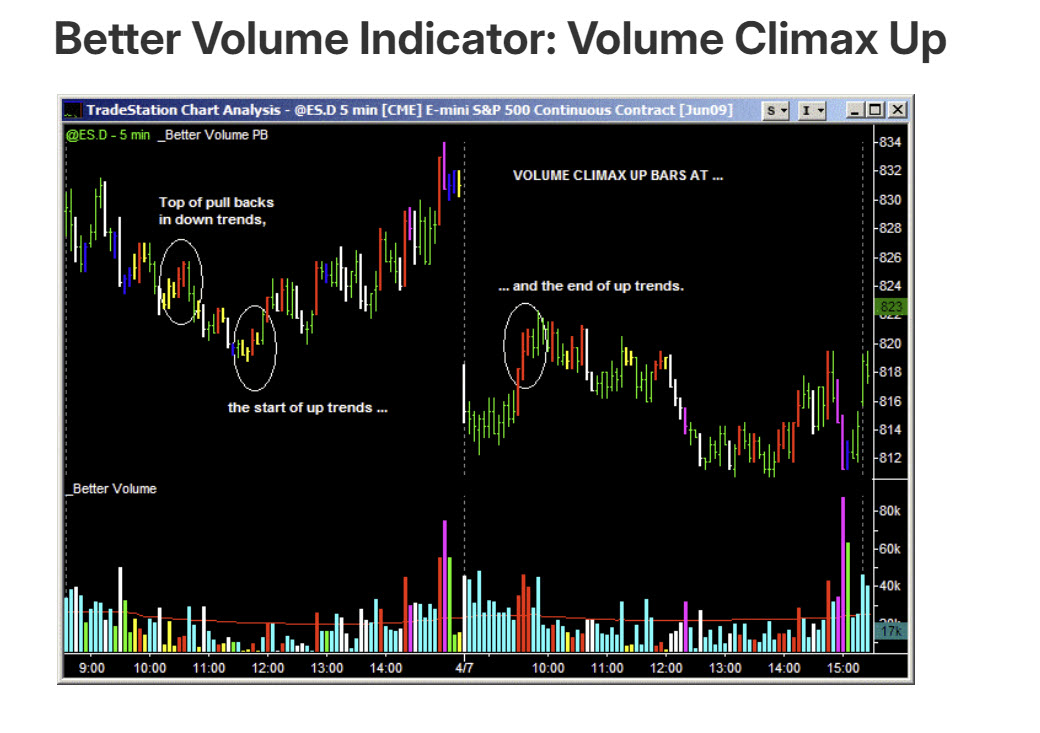 Better Volume Indicator: Volume Climax Up
TradeStation Chart Analysis - @ES.D 5 min [CME] E-mini S&P 500 Continuous Contract [Jun09]
S
I
@ES.D - 5 min _Better Volume PB
834
VOLUME CLIMAX UP BARS AT ...
832
Top of pull backs
in down trends,
830
828
826
... and the end of up trends.
824
823
822
820
818
the start of up trends ...
816
814
812
_Better Volume
80k
60k
40k
17k
9:00 10:00 11:00 12:00 13:00 14:00 4/7 10:00 11:00 12:00 13:00 14:00 15:00